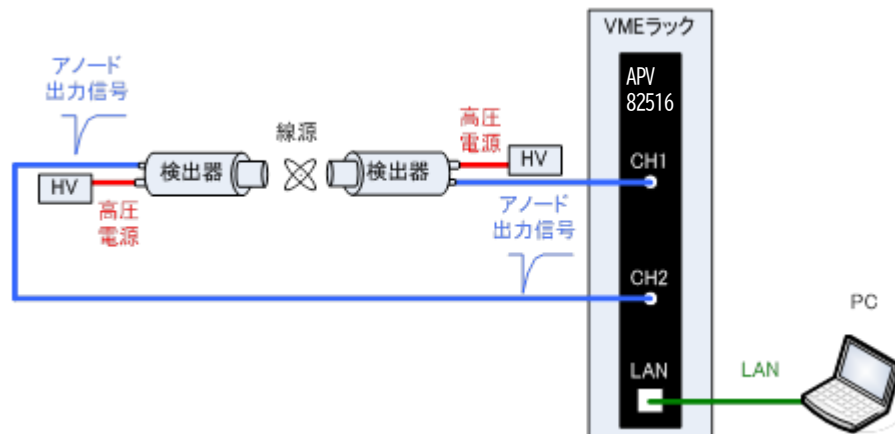 VMEラック
APV
82516
アノード
出力信号
高圧
電源
線源
HV
検出器
検出器
HV
CH1
高圧
電源
アノード
出力信号
CH2
PC
LAN
LAN